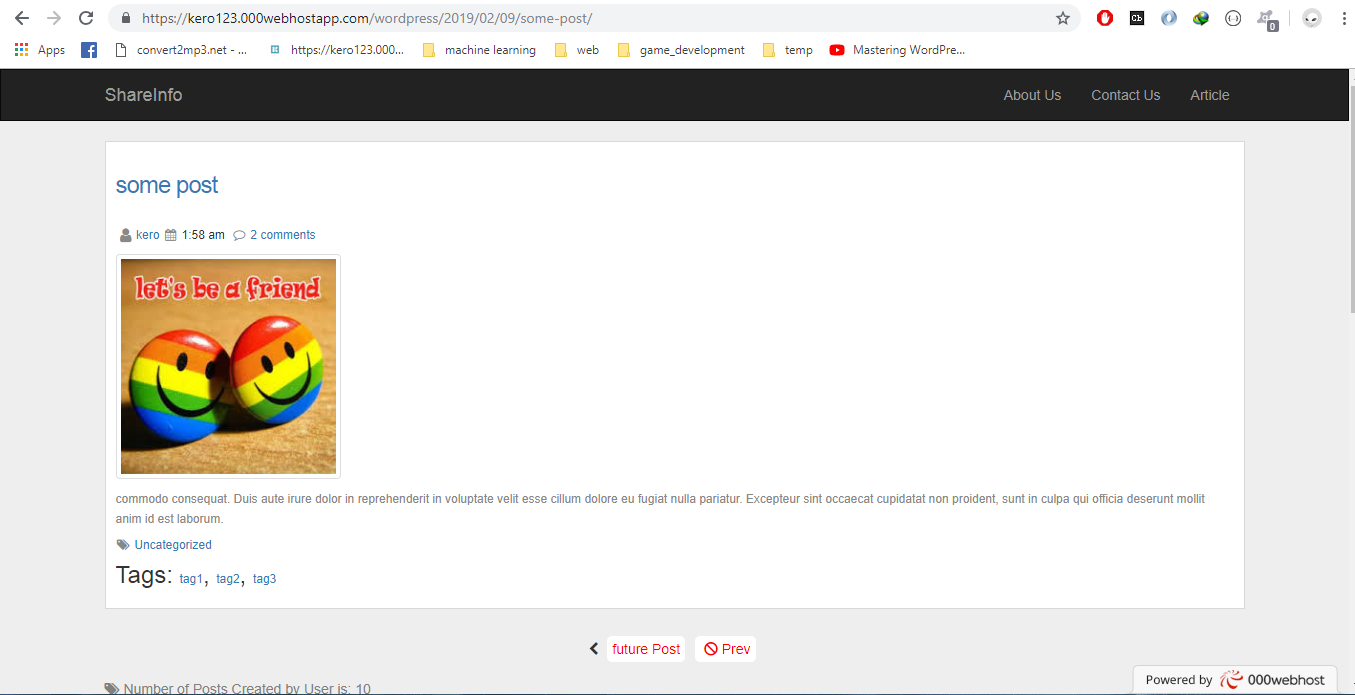 https://kero123.000webhostapp.com/wordpress/2019/02/09/some-post/
Apps convert2mp3.net - ... https://kero123.000... machine learning web game_development temp Mastering WordPre...
ShareInfo About Us Contact Us Article
some post
kero 1:58 am 2 comments
let's be a friend
commodo consequat. Duis aute irure dolor in reprehenderit in voluptate velit esse cillum dolore eu fugiat nulla pariatur. Excepteur sint occaecat cupidatat non proident, sunt in culpa qui officia deserunt mollit
anim id est laborum.
Uncategorized
Tags: tag1, tag2, tag3
future Post Prev
Number of Posts Created by User is: 10
Powered by 000webhost